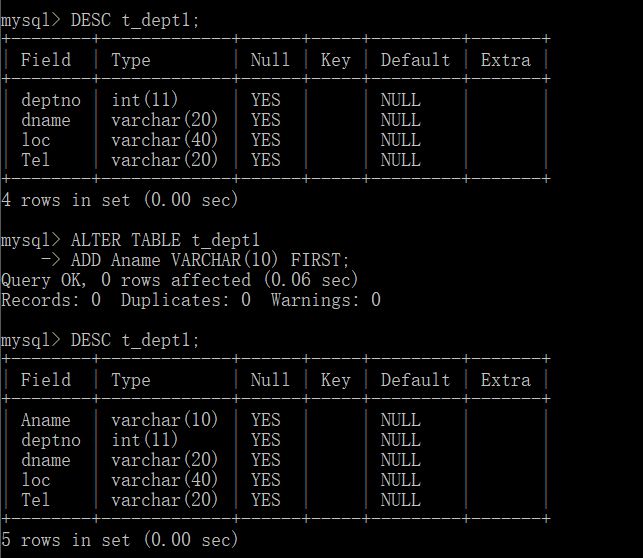 mysql> DESC t_dept1;
+--------+-------------+------+-----+---------+-------+
| Field  | Type        | Null | Key | Default | Extra |
+--------+-------------+------+-----+---------+-------+
| deptno | int(11)     | YES  |     | NULL    |       |
| dname  | varchar(20) | YES  |     | NULL    |       |
| loc    | varchar(40) | YES  |     | NULL    |       |
| Tel    | varchar(20) | YES  |     | NULL    |       |
+--------+-------------+------+-----+---------+-------+
4 rows in set (0.00 sec)
mysql> ALTER TABLE t_dept1
    -> ADD Aname VARCHAR(10) FIRST;
Query OK, 0 rows affected (0.06 sec)
Records: 0  Duplicates: 0  Warnings: 0
mysql> DESC t_dept1;
+--------+-------------+------+-----+---------+-------+
| Field  | Type        | Null | Key | Default | Extra |
+--------+-------------+------+-----+---------+-------+
| Aname  | varchar(10) | YES  |     | NULL    |       |
| deptno | int(11)     | YES  |     | NULL    |       |
| dname  | varchar(20) | YES  |     | NULL    |       |
| loc    | varchar(40) | YES  |     | NULL    |       |
| Tel    | varchar(20) | YES  |     | NULL    |       |
+--------+-------------+------+-----+---------+-------+
5 rows in set (0.00 sec)